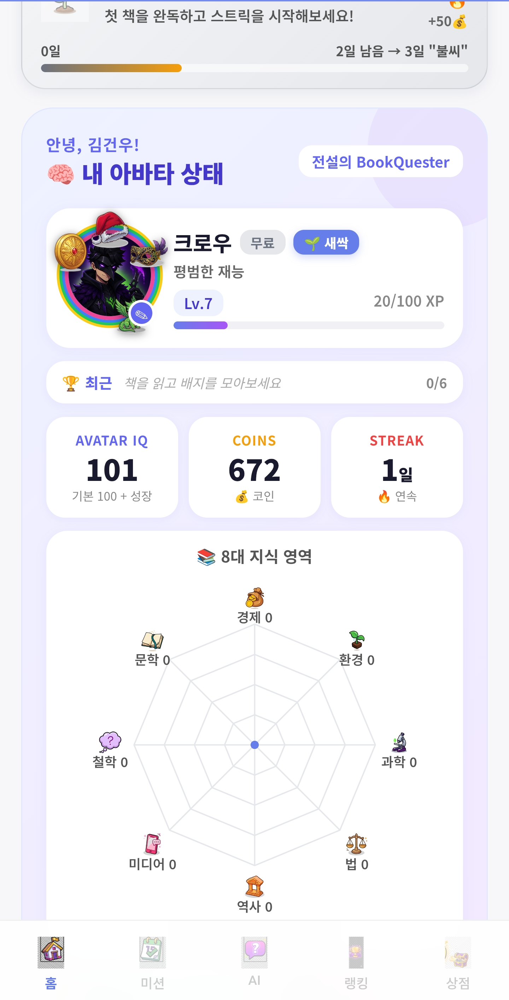 첫 책을 완독하고 스트릭을 시작해보세요!
+50
0일
2일 남음 → 3일 "불씨"
안녕, 김건우!
내 아바타 상태
전설의 BookQuester
크로우
무료
새싹
평범한 재능
Lv.7
20/100 XP
최근
책을 읽고 배지를 모아보세요
0/6
AVATAR IQ
COINS
STREAK
101
672
1일
기본 100 + 성장
코인
연속
8대 지식 영역
경제 0
문학 0
환경 0
?
철학 0
과학 0
미디어 0
법 0
역사 0
15
?
홈
미션
AI
랭킹
상점